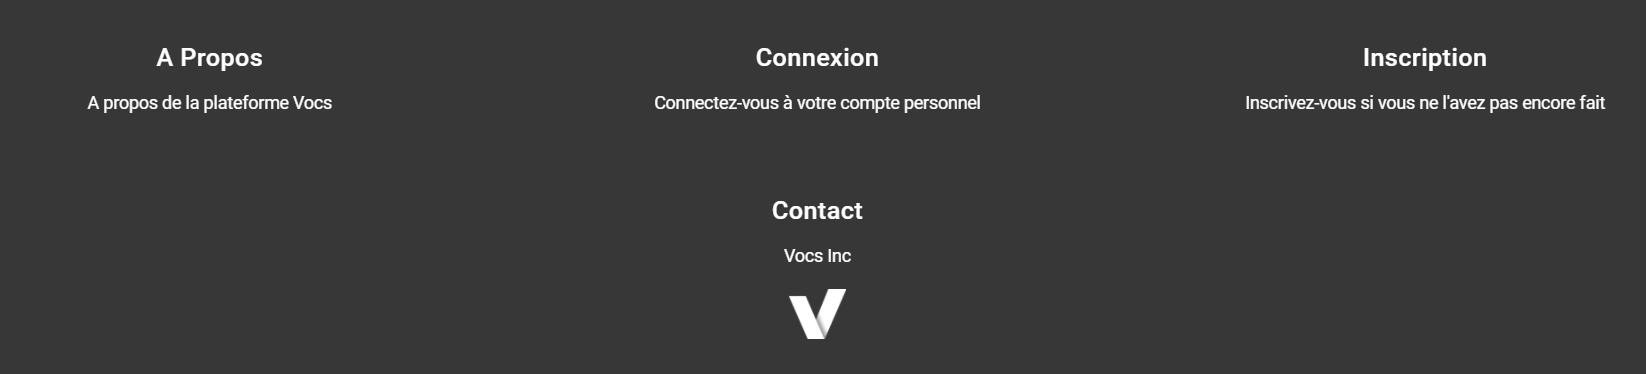 A Propos
Connexion
Inscription
A propos de la plateforme Vocs
Connectez-vous à votre compte personnel
Inscrivez-vous si vous ne l'avez pas encore fait
Contact
Vocs Inc